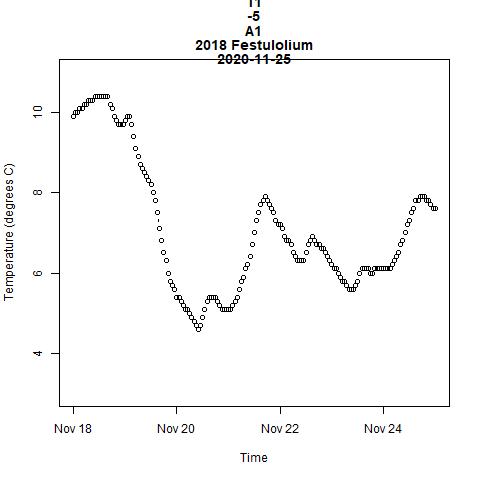 -5
A1
2018 Festulolium
2020-11-25
Temperature (degrees C)
10
8
6
4
Nov 18
Nov 20
Nov 22
Nov 24
Time